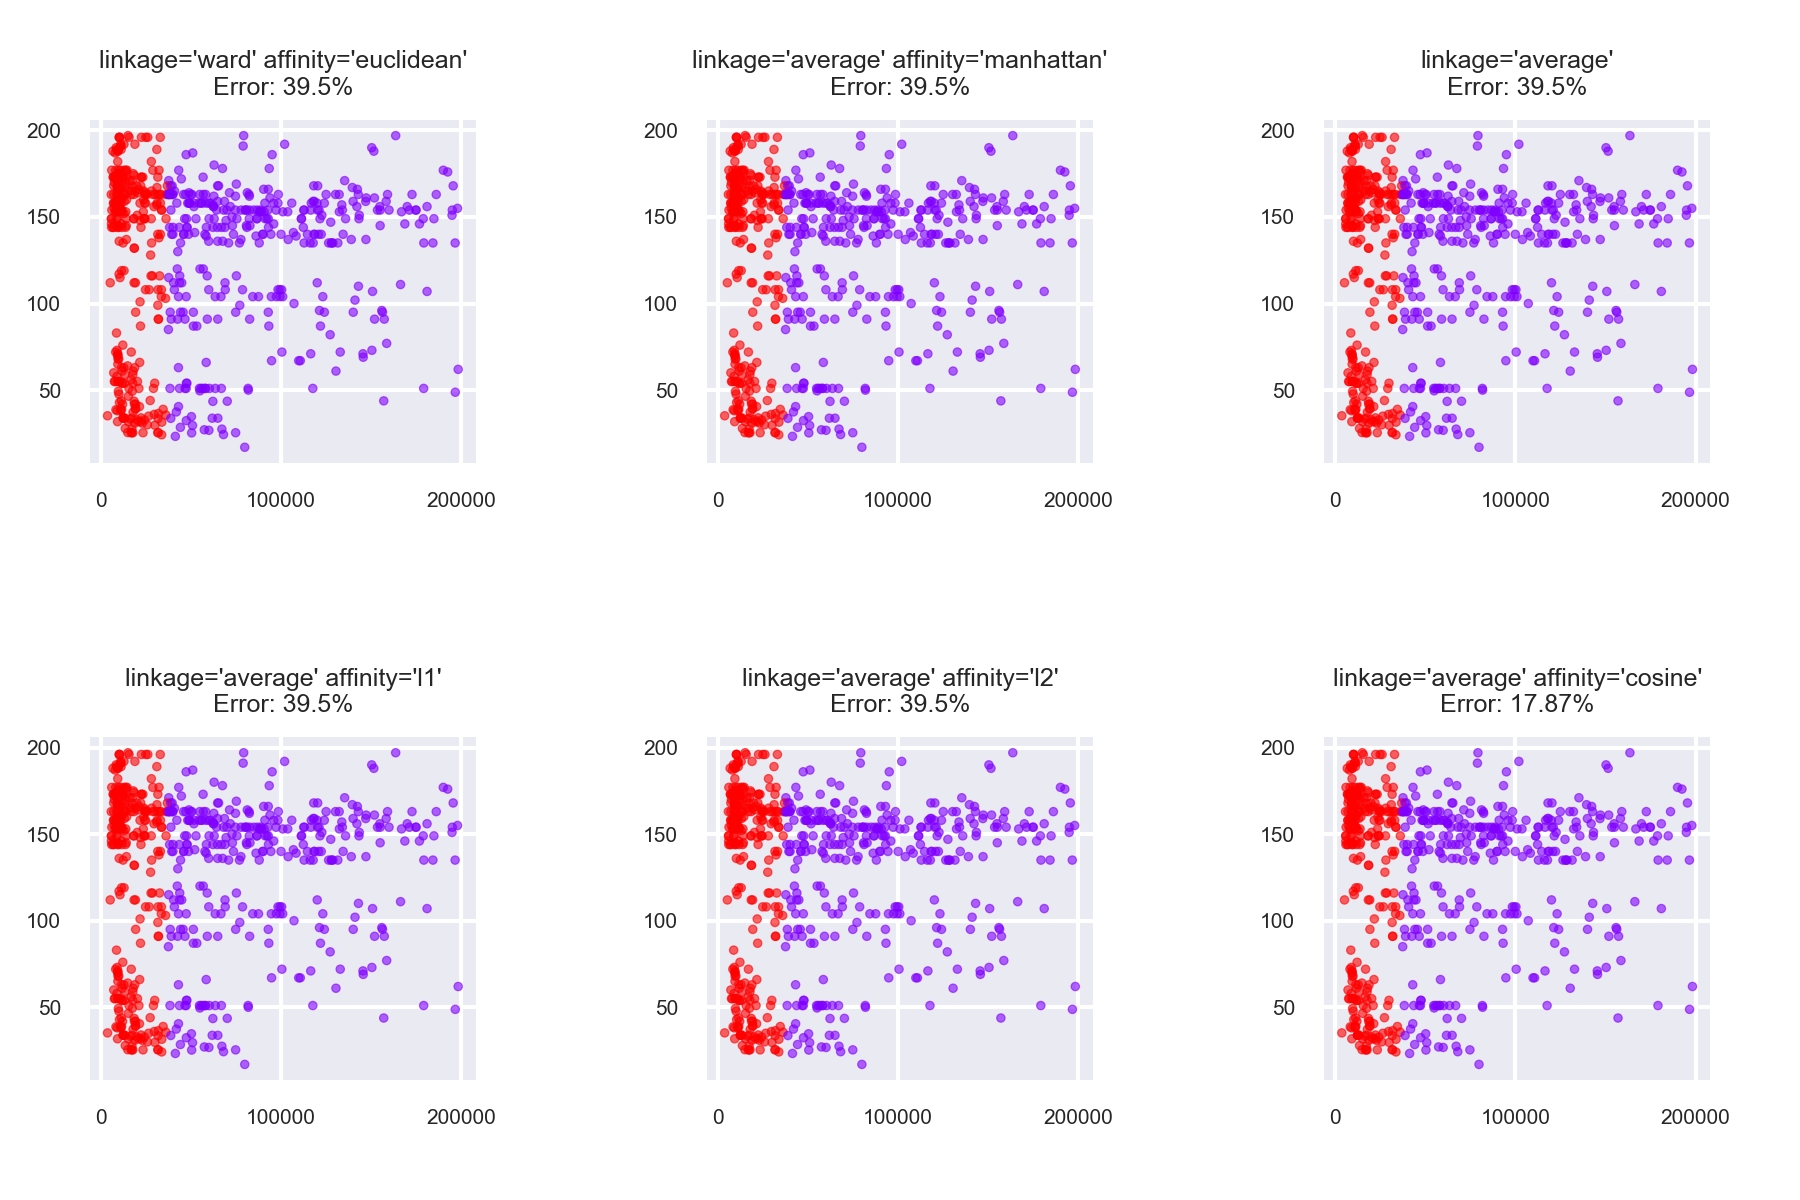 linkage='ward' affinity='euclidean'
Error: 39.5%
200
150
100
50
0 100000 200000
linkage='average' affinity='manhattan'
Error: 39.5%
200
150
100
50
0 100000 200000
linkage='average'
Error: 39.5%
200
150
100
50
0 100000 200000
linkage='average' affinity='l1'
Error: 39.5%
200
150
100
50
0 100000 200000
linkage='average' affinity='l2'
Error: 39.5%
200
150
100
50
0 100000 200000
linkage='average' affinity='cosine'
Error: 17.87%
200
150
100
50
0 100000 200000